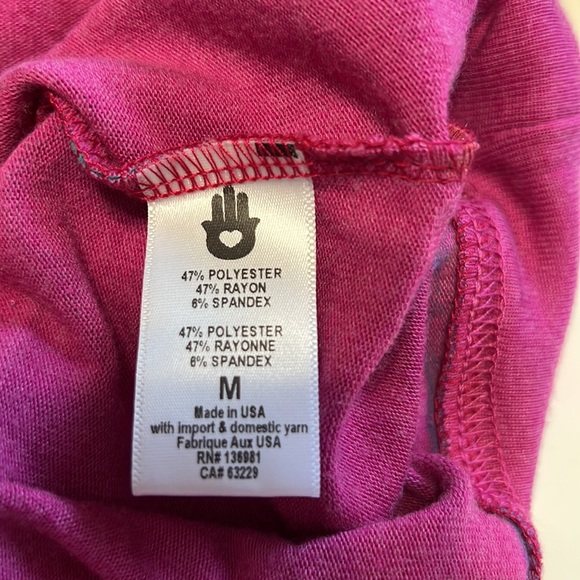 47% POLYESTER
47% RAYON
6% SPANDEX
47% POLYESTER
47% RAYONNE
6% SPANDEX
M
Made in USA
with import & domestic yarn
Fabrique Aux USA
RN# 136981
CA# 63229